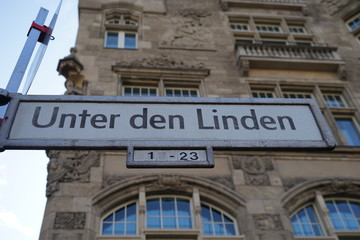 Unter den Linden
1 - 23